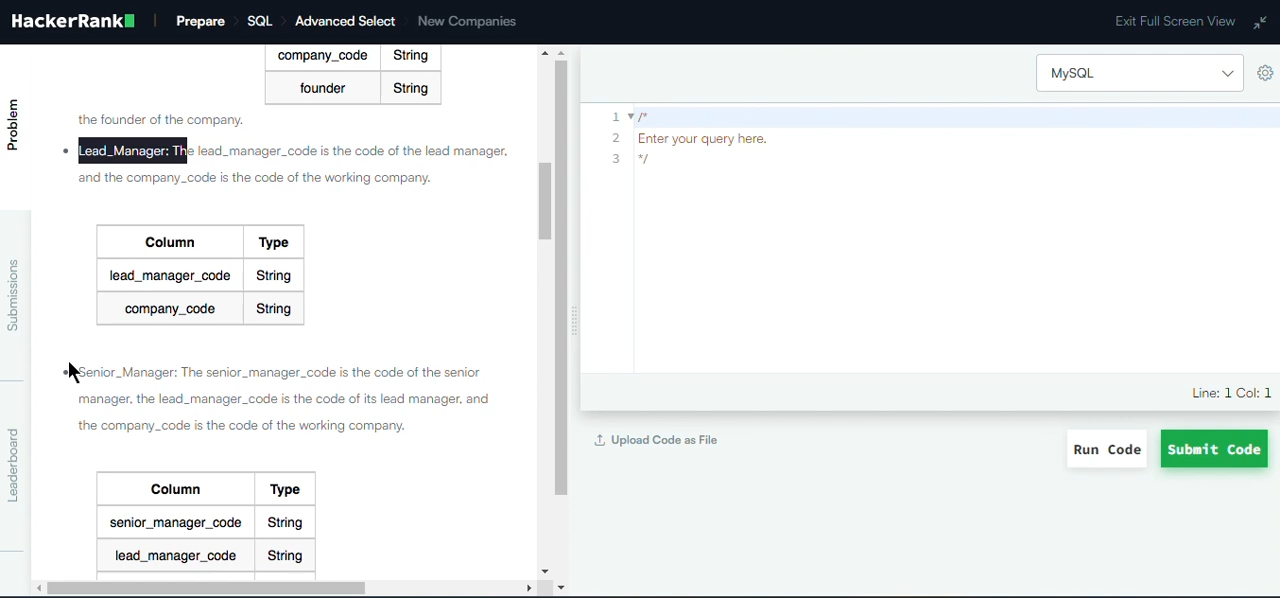 HackerRank
Prepare
SQL
Advanced Select
New Companies
Exit Full Screen View
Problem
Submissions
Leaderboard
company_code String
founder String
the founder of the company.
Lead_Manager: The lead_manager_code is the code of the lead manager,
and the company_code is the code of the working company.
Column Type
lead_manager_code String
company_code String
Senior_Manager: The senior_manager_code is the code of the senior
manager, the lead_manager_code is the code of its lead manager, and
the company_code is the code of the working company.
Column Type
senior_manager_code String
lead_manager_code String
MySQL
1 /*
2 Enter your query here.
3 */
Line: 1 Col: 1
Upload Code as File
Run Code
Submit Code